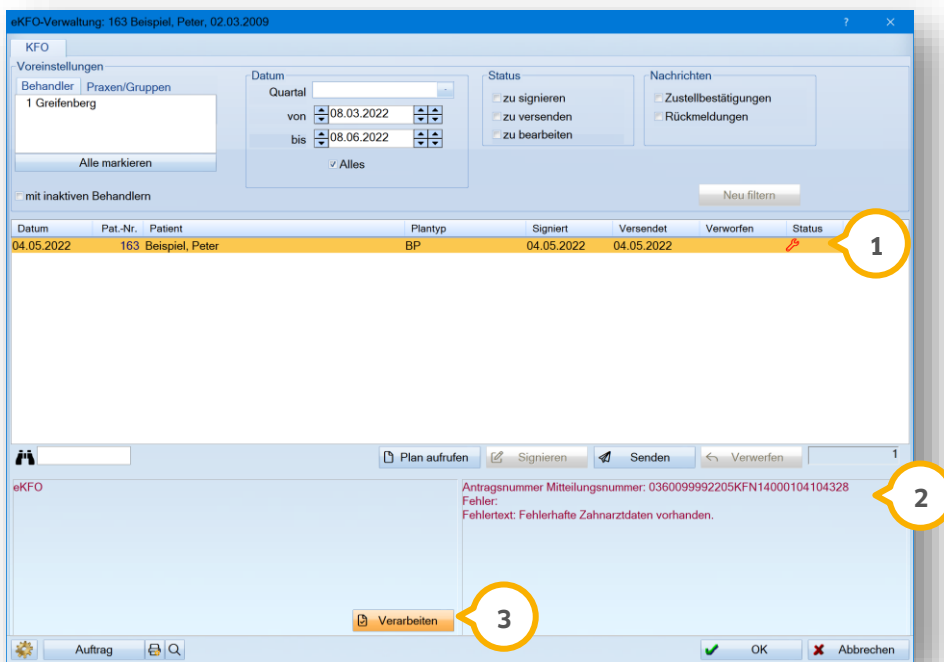 eKFO-Verwaltung: 163 Beispiel, Peter, 02.03.2009 ?
KFO
Voreinstellungen
Behandler Praxen/Gruppen
1 Greifenberg
Alle markieren
mit inaktiven Behandlern
Datum
Quartal
von 08.03.2022
bis 08.06.2022
Alles
Status
zu signieren
zu versenden
zu bearbeiten
Nachrichten
Zustellbestätigungen
Rückmeldungen
Neu filtern
Datum Pat.-Nr. Patient Plantyp Signiert Versendet Verworfen Status
04.05.2022 163 Beispiel, Peter BP 04.05.2022 04.05.2022
1
Plan aufrufen Signieren Senden Verwerfen 1
eKFO
Antragsnummer Mitteilungsnummer: 0360099992205KFN14000104104328
Fehler:
Fehlertext: Fehlerhafte Zahnarztdaten vorhanden.
2
Verarbeiten
3
Auftrag OK Abbrechen